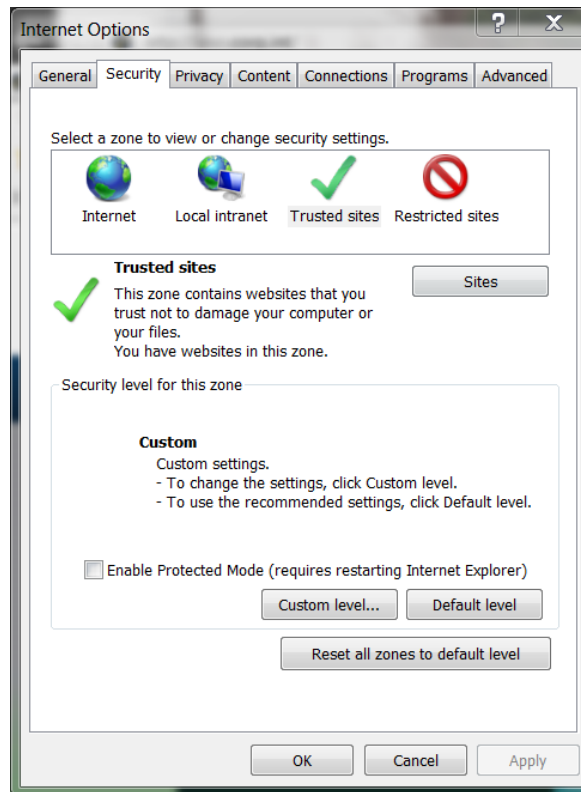 Internet Options
?
X
General Security Privacy Content Connections Programs Advanced
Select a zone to view or change security settings.
Internet Local intranet Trusted sites Restricted sites
Trusted sites
Sites
This zone contains websites that you
trust not to damage your computer or
your files.
You have websites in this zone.
Security level for this zone
Custom
Custom settings.
- To change the settings, click Custom level.
- To use the recommended settings, click Default level.
Enable Protected Mode (requires restarting Internet Explorer)
Custom level... Default level
Reset all zones to default level
OK Cancel Apply